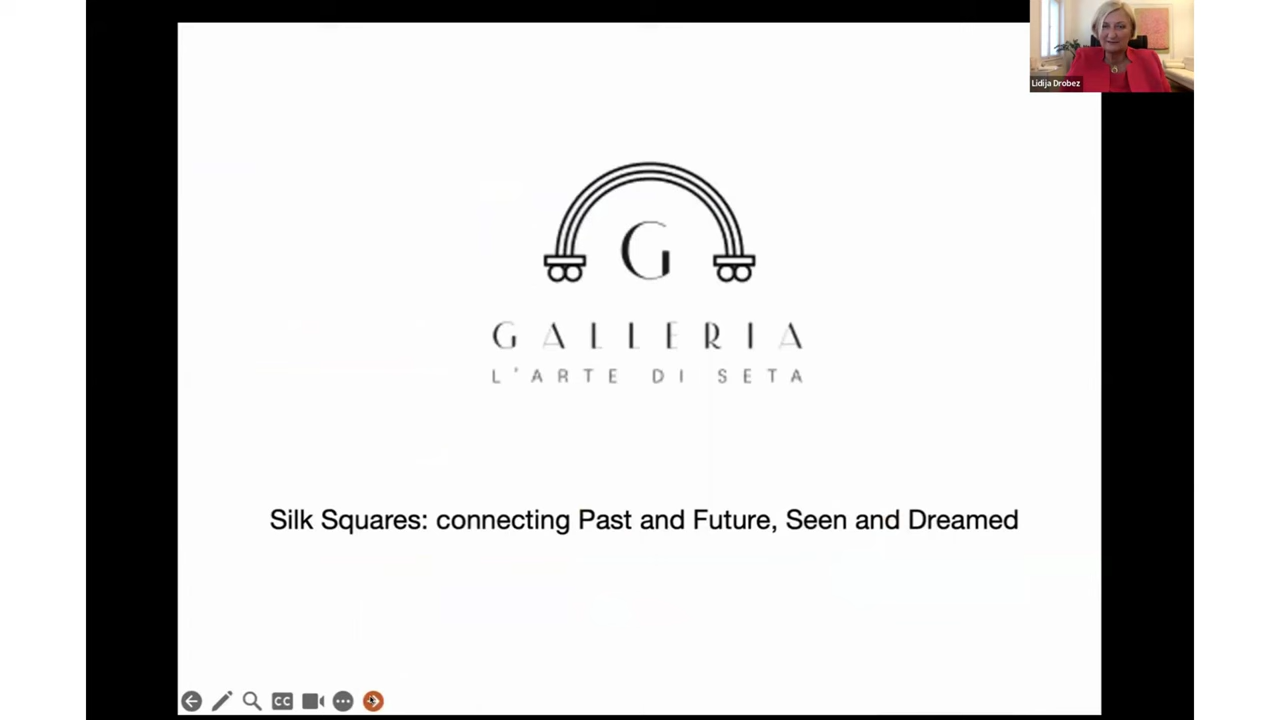 Lidija Drobez
G
GALLERIA
L'ARTE DI SETA
Silk Squares: connecting Past and Future, Seen and Dreamed
CC